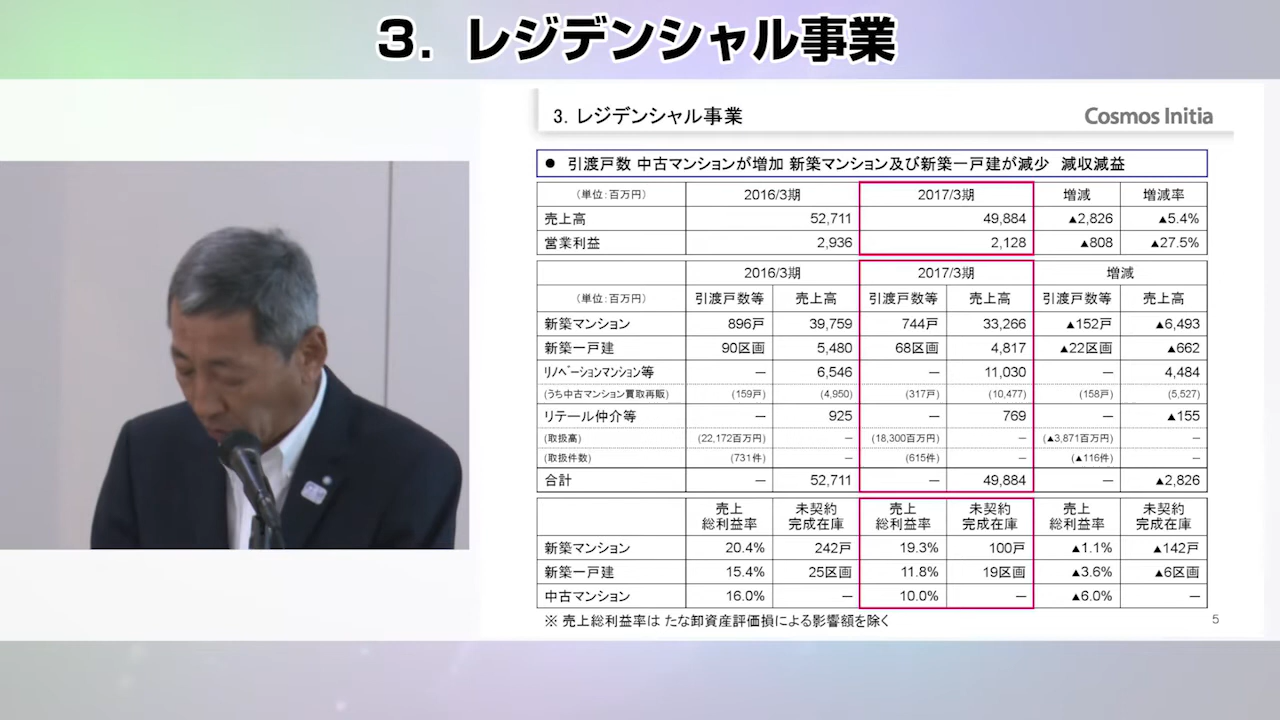 3. レジデンシャル事業
3. レジデンシャル事業
Cosmos Initia
● 引渡戸数 中古マンションが増加 新築マンション及び新築一戸建が減少 減収減益
(単位:百万円) 2016/3期 2017/3期 増減 増減率
売上高 52,711 49,884 ▲2,826 ▲5.4%
営業利益 2,936 2,128 ▲808 ▲27.5%
2016/3期 2017/3期 増減
(単位:百万円) 引渡戸数等 売上高 引渡戸数等 売上高 引渡戸数等 売上高
新築マンション 896戸 39,759 744戸 33,266 ▲152戸 ▲6,493
新築一戸建 90区画 5,480 68区画 4,817 ▲22区画 ▲662
リノベーションマンション等 ー 6,546 ー 11,030 ー 4,484
(うち中古マンション買取再販) (159戸) (4,950) (317戸) (10,477) (158戸) (5,527)
リテール仲介等 ー 925 ー 769 ー ▲155
(取扱高) (22,172百万円) ー (18,300百万円) ー (▲3,871百万円) ー
(取扱件数) (731件) ー (615件) ー (▲116件) ー
合計 ー 52,711 ー 49,884 ー ▲2,826
売上 未契約 売上 未契約 売上 未契約
総利益率 完成在庫 総利益率 完成在庫 総利益率 完成在庫
新築マンション 20.4% 242戸 19.3% 100戸 ▲1.1% ▲142戸
新築一戸建 15.4% 25区画 11.8% 19区画 ▲3.6% ▲6区画
中古マンション 16.0% ー 10.0% ー ▲6.0% ー
※ 売上総利益率は たな卸資産評価損による影響額を除く
5